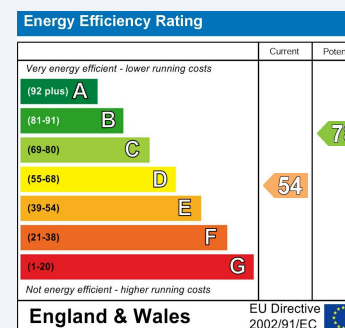 Energy Efficiency Rating
Current
Very energy efficient - lower running costs
(92 plus) A
(81-91) B
(69-80) C
(55-68) D
(39-54) E
54
(21-38) F
(1-20) G
Not energy efficient - higher running costs
England & Wales
EU Directive
2002/91/EC